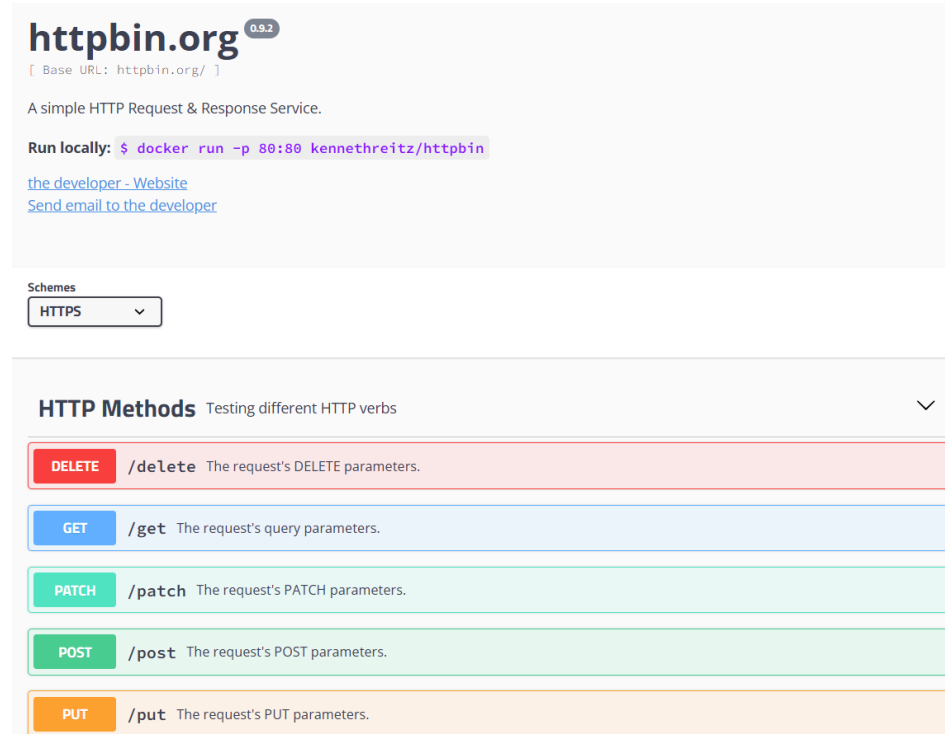 httpbin.org 0.9.2
[ Base URL: httpbin.org/ ]
A simple HTTP Request & Response Service.
Run locally: $ docker run -p 80:80 kennethreitz/httpbin
the developer - Website
Send email to the developer
Schemes
HTTPS
HTTP Methods Testing different HTTP verbs
DELETE /delete The request's DELETE parameters.
GET /get The request's query parameters.
PATCH /patch The request's PATCH parameters.
POST /post The request's POST parameters.
PUT /put The request's PUT parameters.